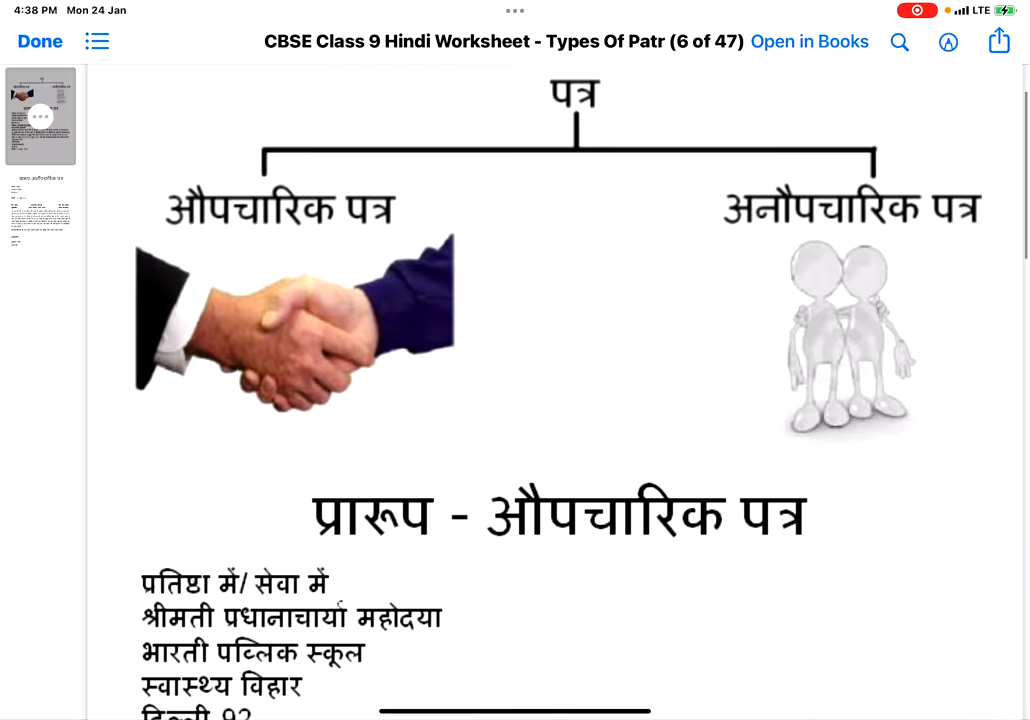 4:38 PM Mon 24 Jan
LTE
Done
CBSE Class 9 Hindi Worksheet - Types Of Patr (6 of 47)
Open in Books
पत्र
औपचारिक पत्र
अनौपचारिक पत्र
प्रारूप - औपचारिक पत्र
प्रतिष्ठा में/ सेवा में
श्रीमती प्रधानाचार्या महोदया
भारती पब्लिक स्कूल
स्वास्थ्य विहार
दिल्ली 92